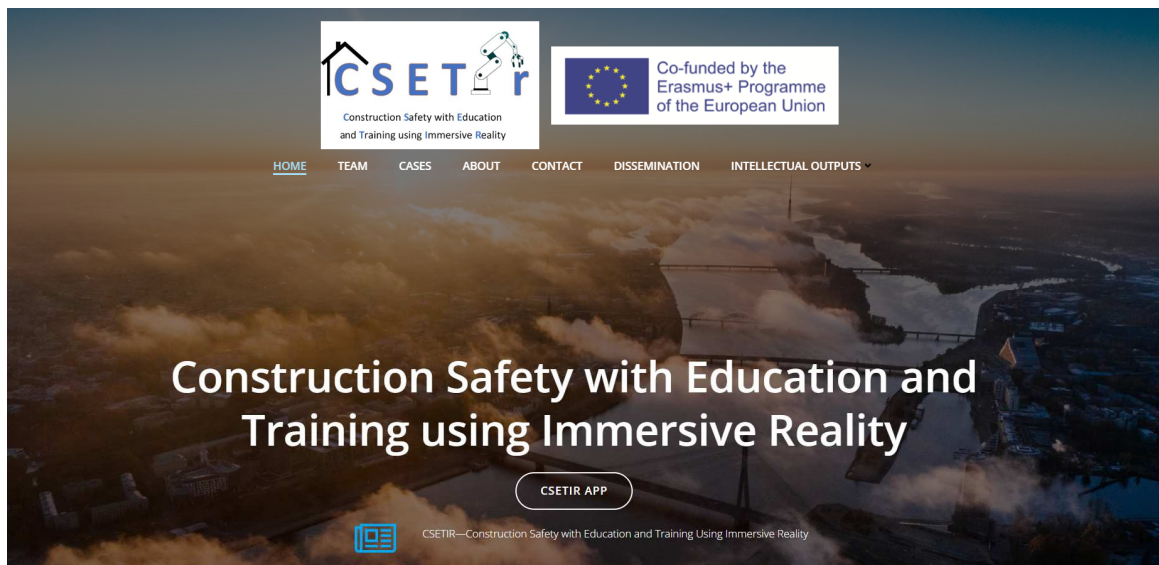 CSETIr
Construction Safety with Education
and Training using Immersive Reality
Co-funded by the
Erasmus+ Programme
of the European Union
HOME TEAM CASES ABOUT CONTACT DISSEMINATION INTELLECTUAL OUTPUTS
Construction Safety with Education and
Training using Immersive Reality
CSETIR APP
CSETIR—Construction Safety with Education and Training Using Immersive Reality